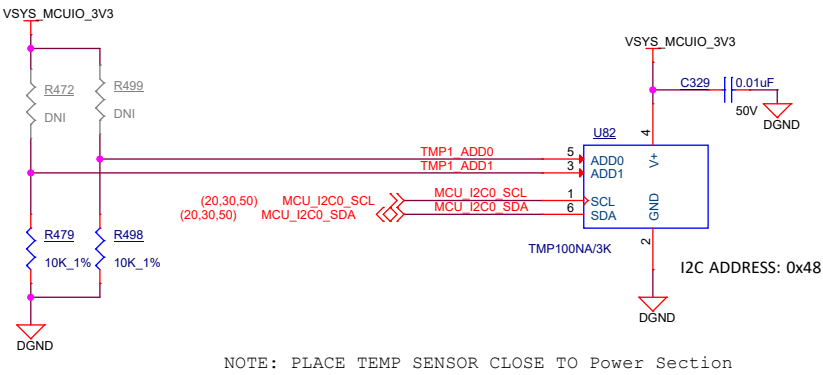 VSYS_MCUIO_3V3
VSYS_MCUIO_3V3
R472
DNI
R499
DNI
C329
0.01uF
50V
DGND
U82
4
V+
TMP1_ADD0
5
ADD0
TMP1_ADD1
3
ADD1
(20,30,50)
MCU_I2C0_SCL
MCU_I2C0_SCL
1
SCL
(20,30,50)
MCU_I2C0_SDA
MCU_I2C0_SDA
6
SDA
GND
2
R479
10K_1%
R498
10K_1%
TMP100NA/3K
I2C ADDRESS: 0x48
DGND
DGND
NOTE: PLACE TEMP SENSOR CLOSE TO Power Section